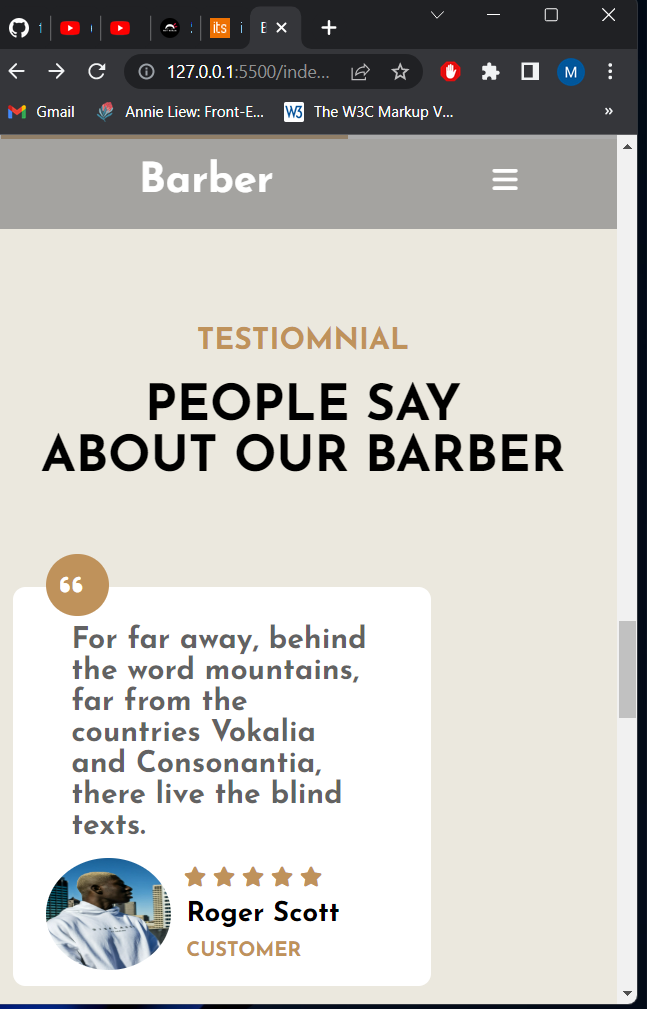 its
127.0.0.1:5500/inde...
M
Gmail
Annie Liew: Front-E...
W3
The W3C Markup V...
»
Barber
TESTIOMNIAL
PEOPLE SAY
ABOUT OUR BARBER
“
For far away, behind
the word mountains,
far from the
countries Vokalia
and Consonantia,
there live the blind
texts.
Roger Scott
CUSTOMER